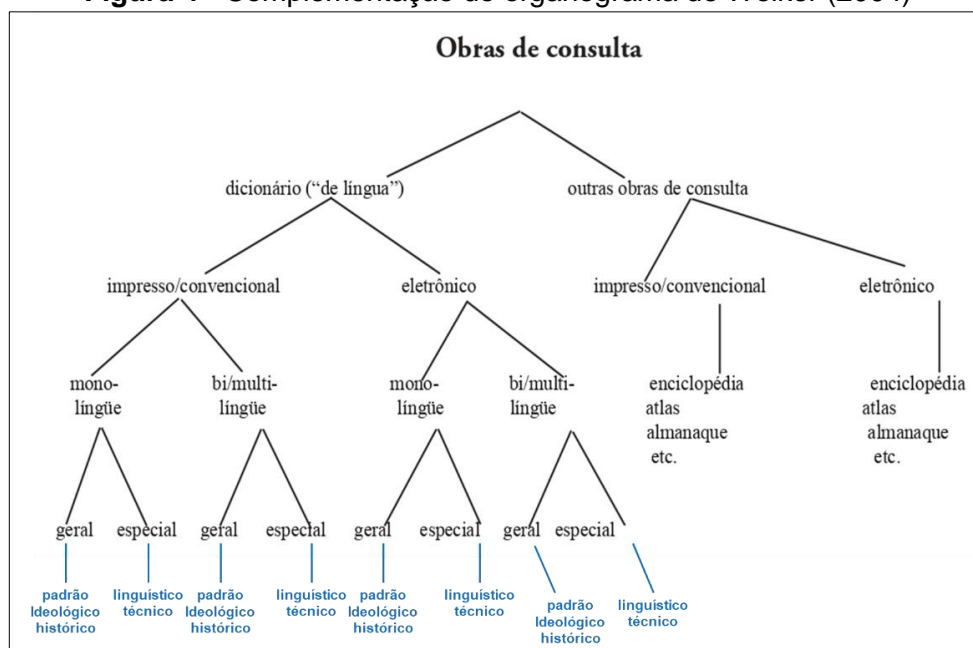 Obras de consulta
dicionário (“de língua”) outras obras de consulta
impresso/convencional eletrônico impresso/convencional eletrônico
mono- bi/multi- mono- bi/multi- enciclopédia enciclopédia
língüe língüe língüe língüe atlas atlas
almanaque almanaque
etc. etc.
geral especial geral especial geral especial geral especial
padrão linguístico padrão linguístico padrão linguístico padrão linguístico
Ideológico técnico Ideológico técnico Ideológico técnico Ideológico técnico
histórico histórico histórico histórico